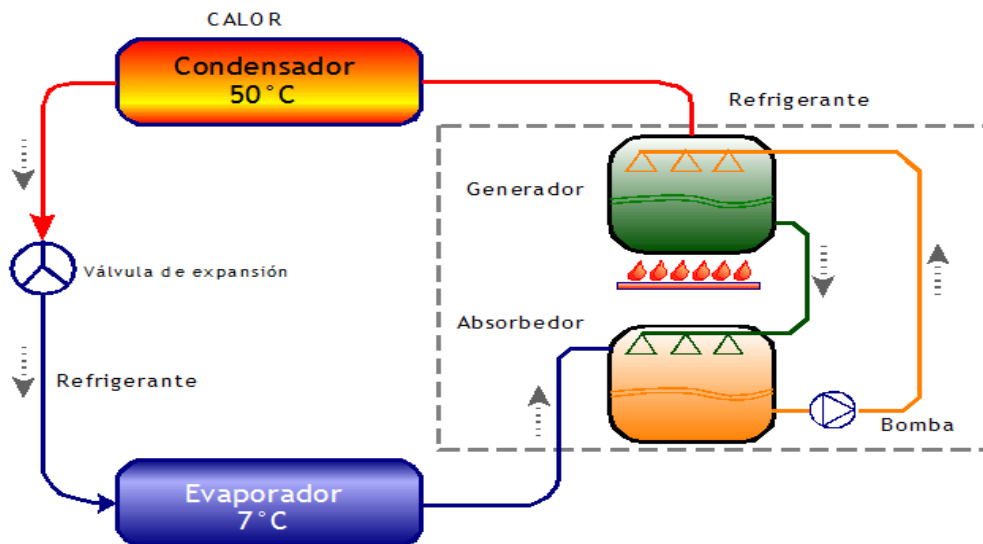 CALOR
Condensador
50°C
Refrigerante
Generador
Válvula de expansión
Absorbedor
Refrigerante
Bomba
Evaporador
7°C